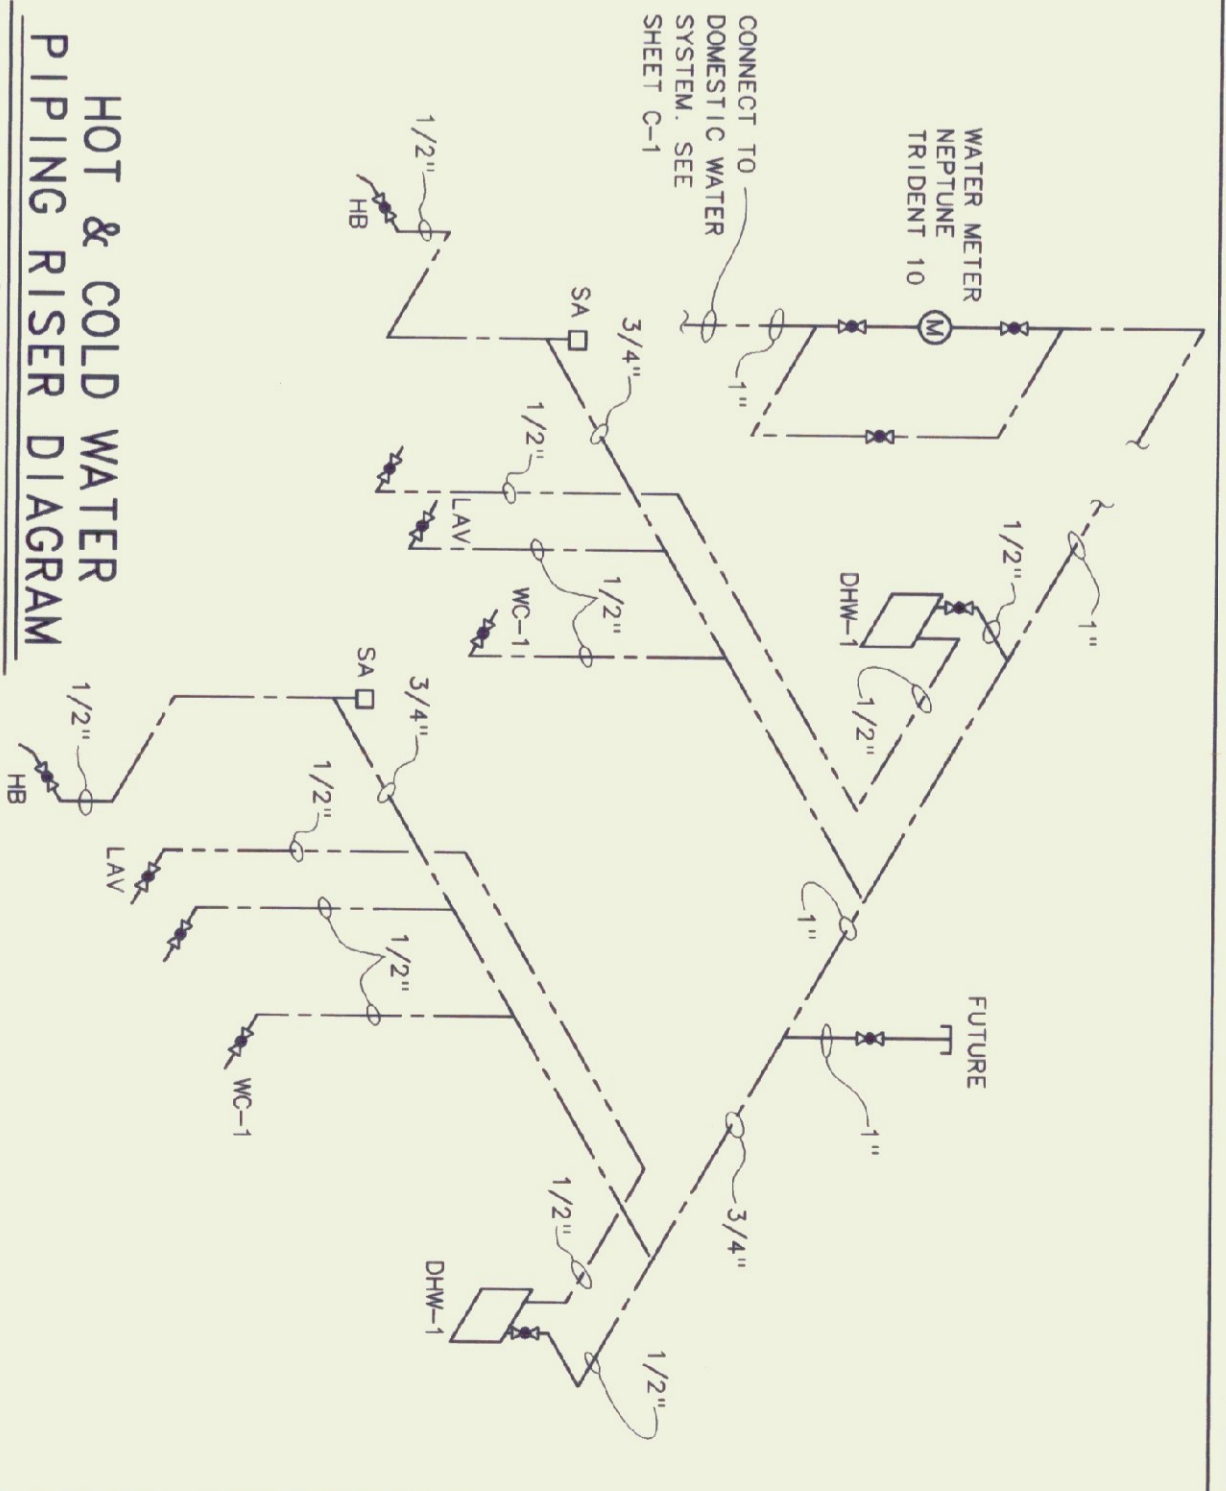 WATER METER
NEPTUNE
TRIDENT 10
M
CONNECT TO
DOMESTIC WATER
SYSTEM. SEE
SHEET C-1
1"
1"
1/2"
DHW-1
1/2"
1"
FUTURE
1"
3/4"
1/2"
1/2"
DHW-1
SA
3/4"
1/2"
HB
1/2"
LAV
1/2"
WC-1
SA
3/4"
1/2"
HB
1/2"
LAV
1/2"
WC-1
HOT & COLD WATER
PIPING RISER DIAGRAM